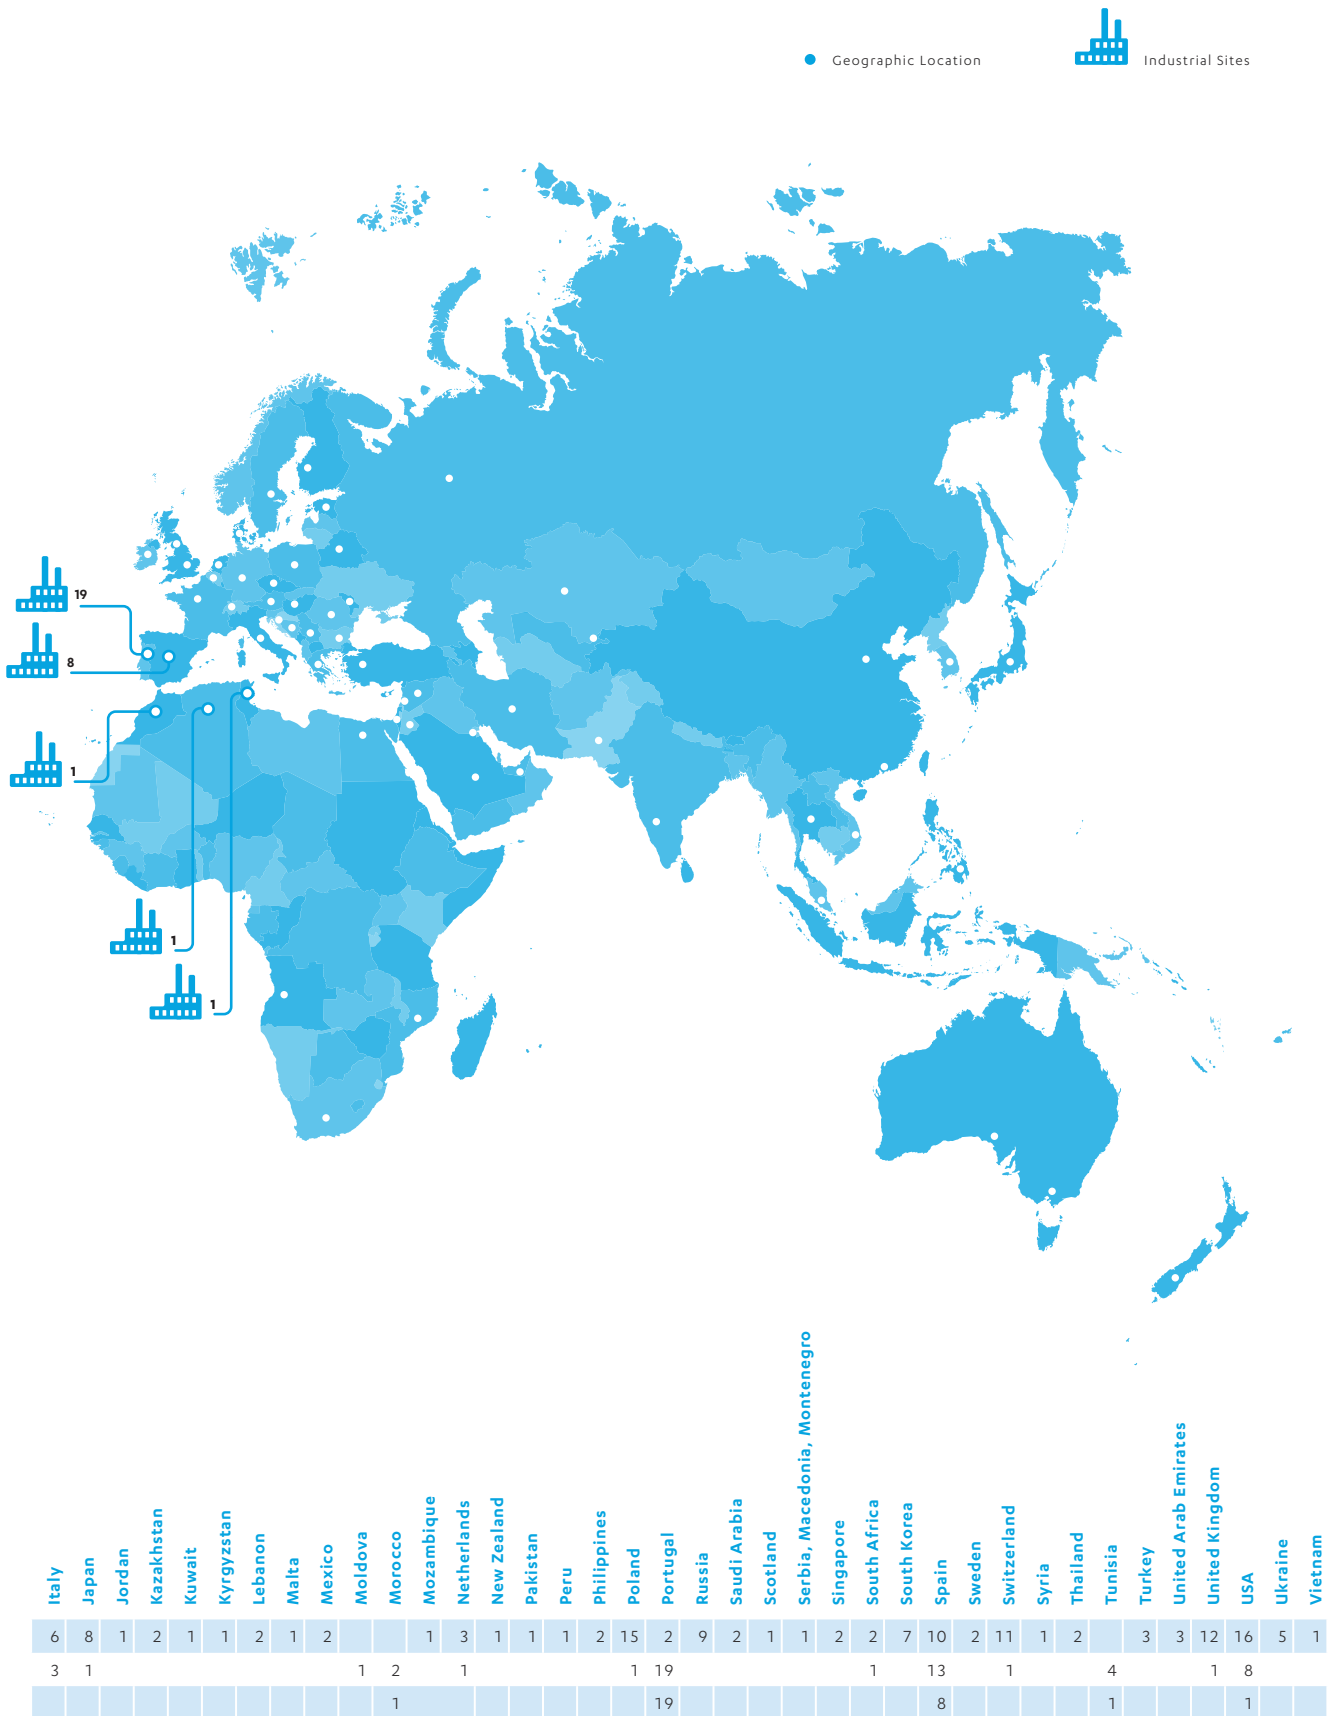 Geographic Location
Industrial Sites
19
8
1
1
1
Italy
Japan
Jordan
Kazakhstan
Kuwait
Kyrgyzstan
Lebanon
Malta
Mexico
Moldova
Morocco
Mozambique
Netherlands
New Zealand
Pakistan
Peru
Philippines
Poland
Portugal
Russia
Saudi Arabia
Scotland
Serbia, Macedonia, Montenegro
Singapore
South Africa
South Korea
Spain
Sweden
Switzerland
Syria
Thailand
Tunisia
Turkey
United Arab Emirates
United Kingdom
USA
Ukraine
Vietnam
6 8 1 2 1 1 2 1 2 1 3 1 1 1 2 15 2 9 2 1 1 2 2 7 10 2 11 1 2 3 3 12 16 5 1
3 1 1 2 1 1 19 1 13 1 4 1 8
1 19 8 1 1